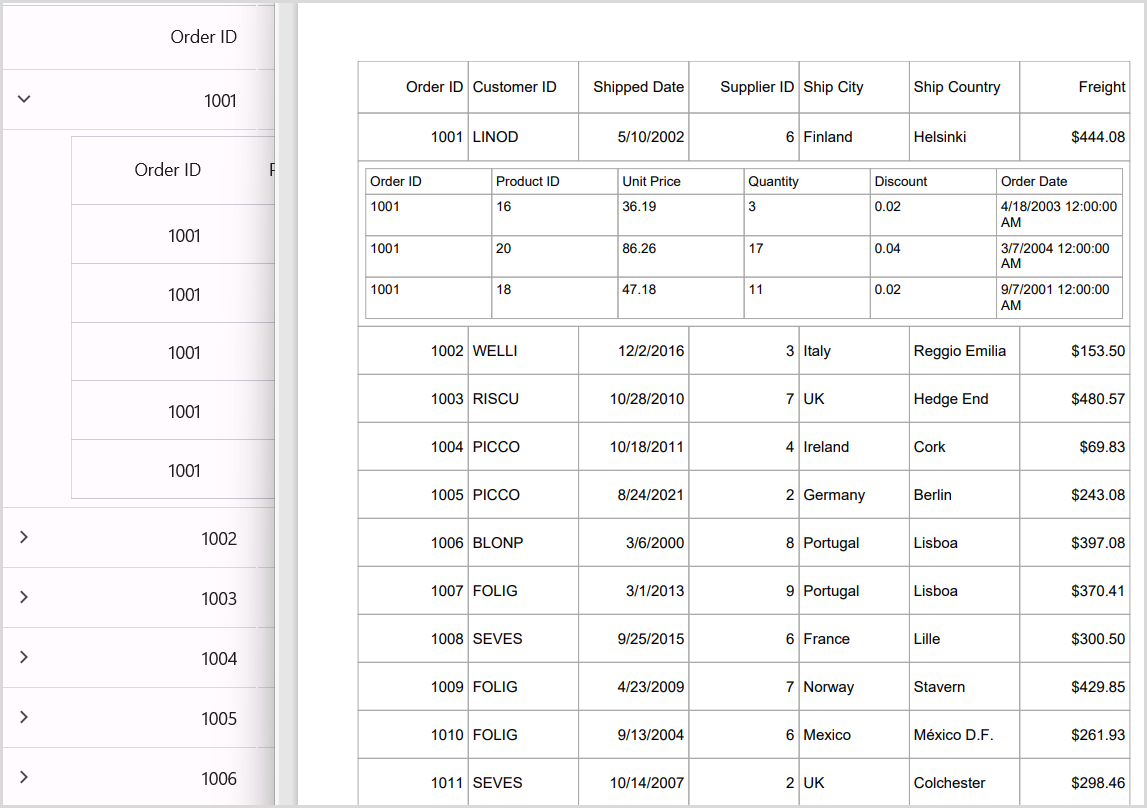 Order ID
1001
Order ID
1001
1001
1001
1001
1001
1002
1003
1004
1005
1006
Order ID Customer ID Shipped Date Supplier ID Ship City Ship Country Freight
1001 LINOD 5/10/2002 6 Finland Helsinki $444.08
Order ID Product ID Unit Price Quantity Discount Order Date
1001 16 36.19 3 0.02 4/18/2003 12:00:00
AM
1001 20 86.26 17 0.04 3/7/2004 12:00:00
AM
1001 18 47.18 11 0.02 9/7/2001 12:00:00
AM
1002 WELLI 12/2/2016 3 Italy Reggio Emilia $153.50
1003 RISCU 10/28/2010 7 UK Hedge End $480.57
1004 PICCO 10/18/2011 4 Ireland Cork $69.83
1005 PICCO 8/24/2021 2 Germany Berlin $243.08
1006 BLONP 3/6/2000 8 Portugal Lisboa $397.08
1007 FOLIG 3/1/2013 9 Portugal Lisboa $370.41
1008 SEVES 9/25/2015 6 France Lille $300.50
1009 FOLIG 4/23/2009 7 Norway Stavern $429.85
1010 FOLIG 9/13/2004 6 Mexico México D.F. $261.93
1011 SEVES 10/14/2007 2 UK Colchester $298.46